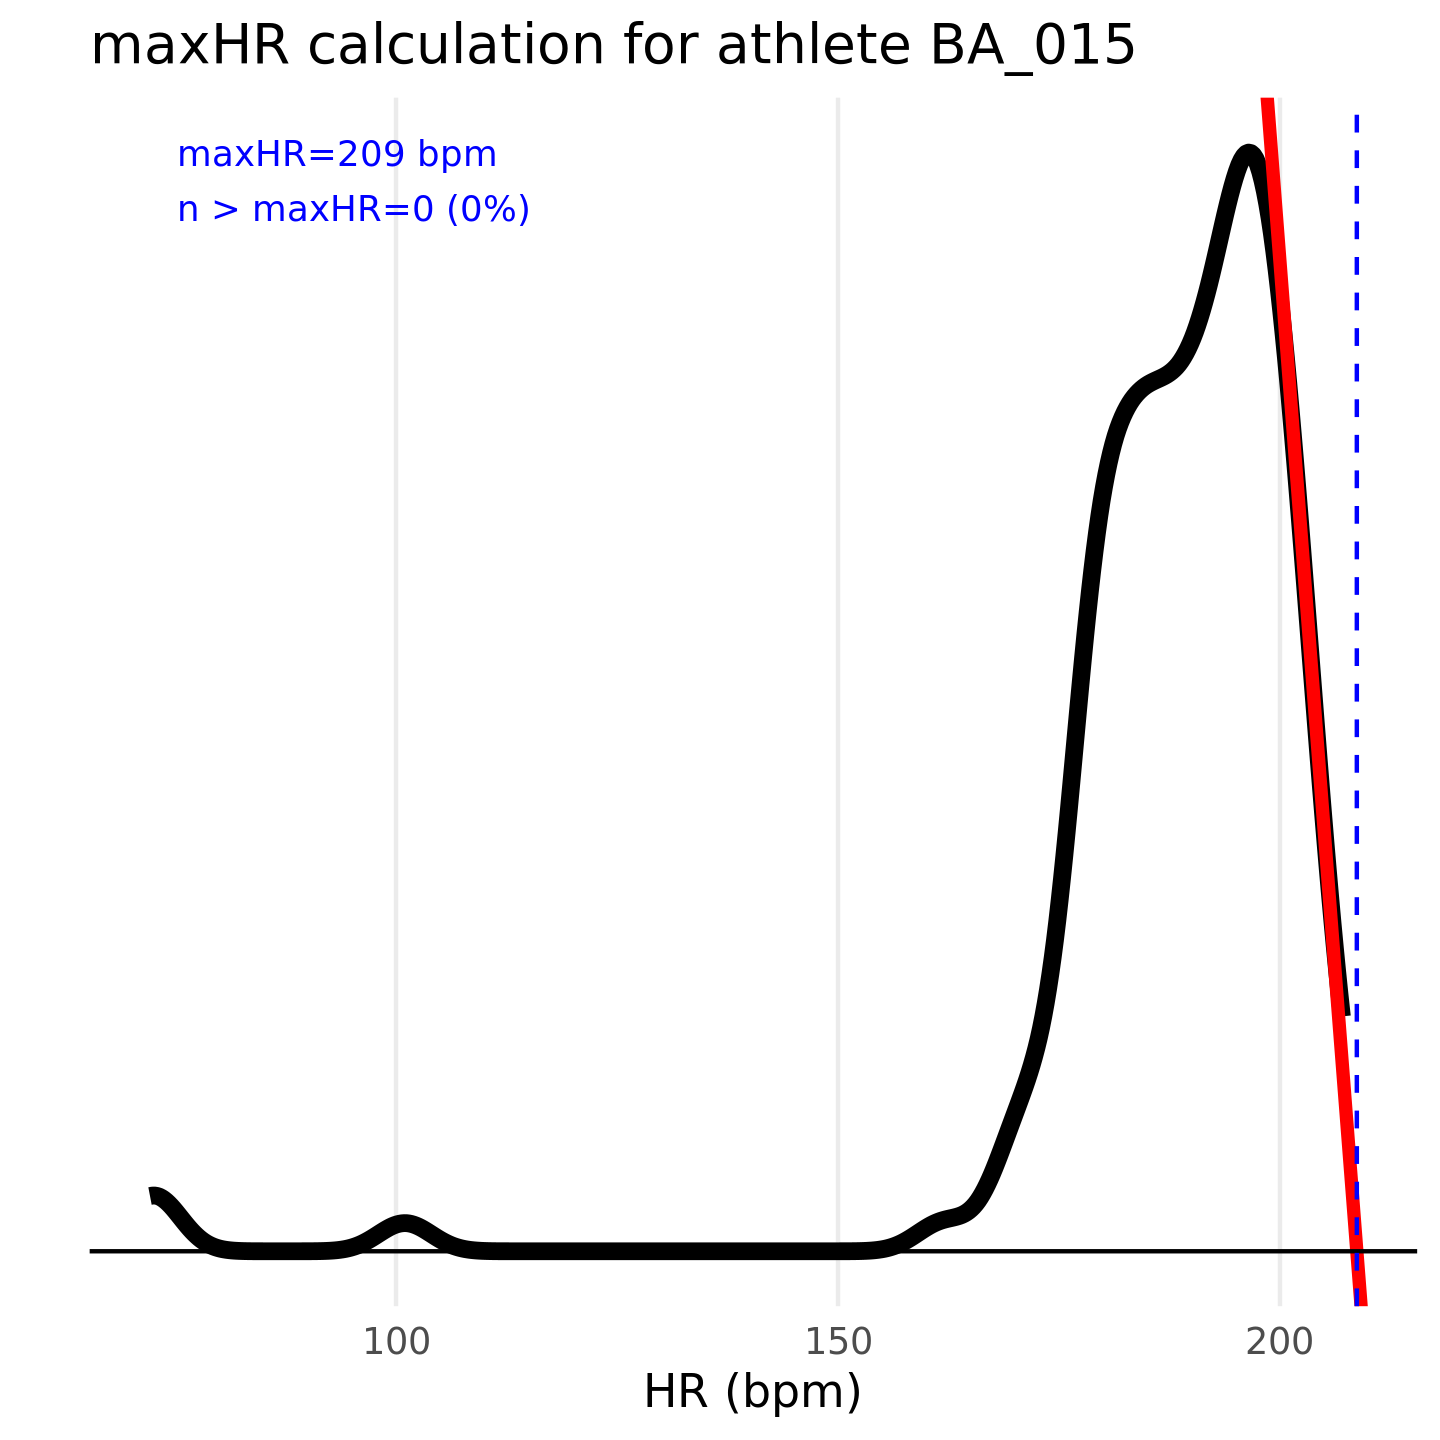 maxHR calculation for athlete BA_015
maxHR=209 bpm
n > maxHR=0 (0%)
100 150 200
HR (bpm)